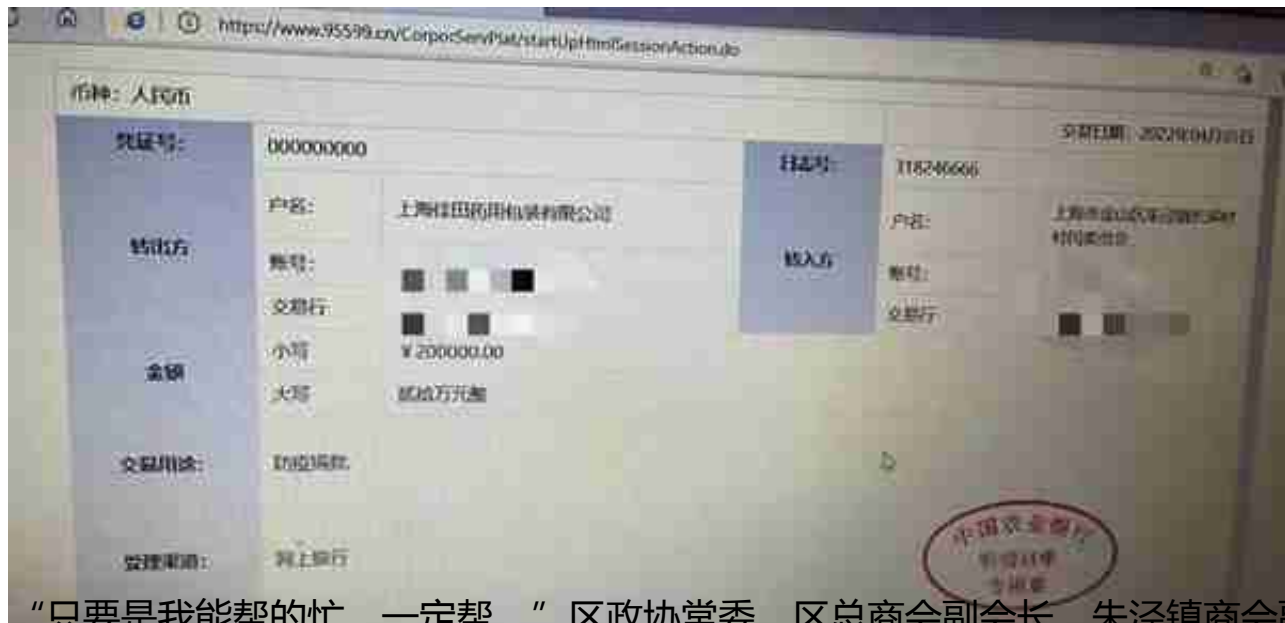 https://www.95599.cn/CorporServPlat/startUpHtmlSessionAction.do
币种：人民币
交易日期
凭证号： 000000000 日志号： 118246666
转出方 户名： 上海佳田药用包装有限公司 转入方 户名：
账号： 账号：
交易行 交易行
金额 小写 ¥200000.00
大写 贰拾万元整
交易用途： 防疫捐款
受理渠道： 网上银行
中国农业银行
“只要是我能帮的忙，一定帮。”区政协常委、区总商会副会长、朱泾镇商会